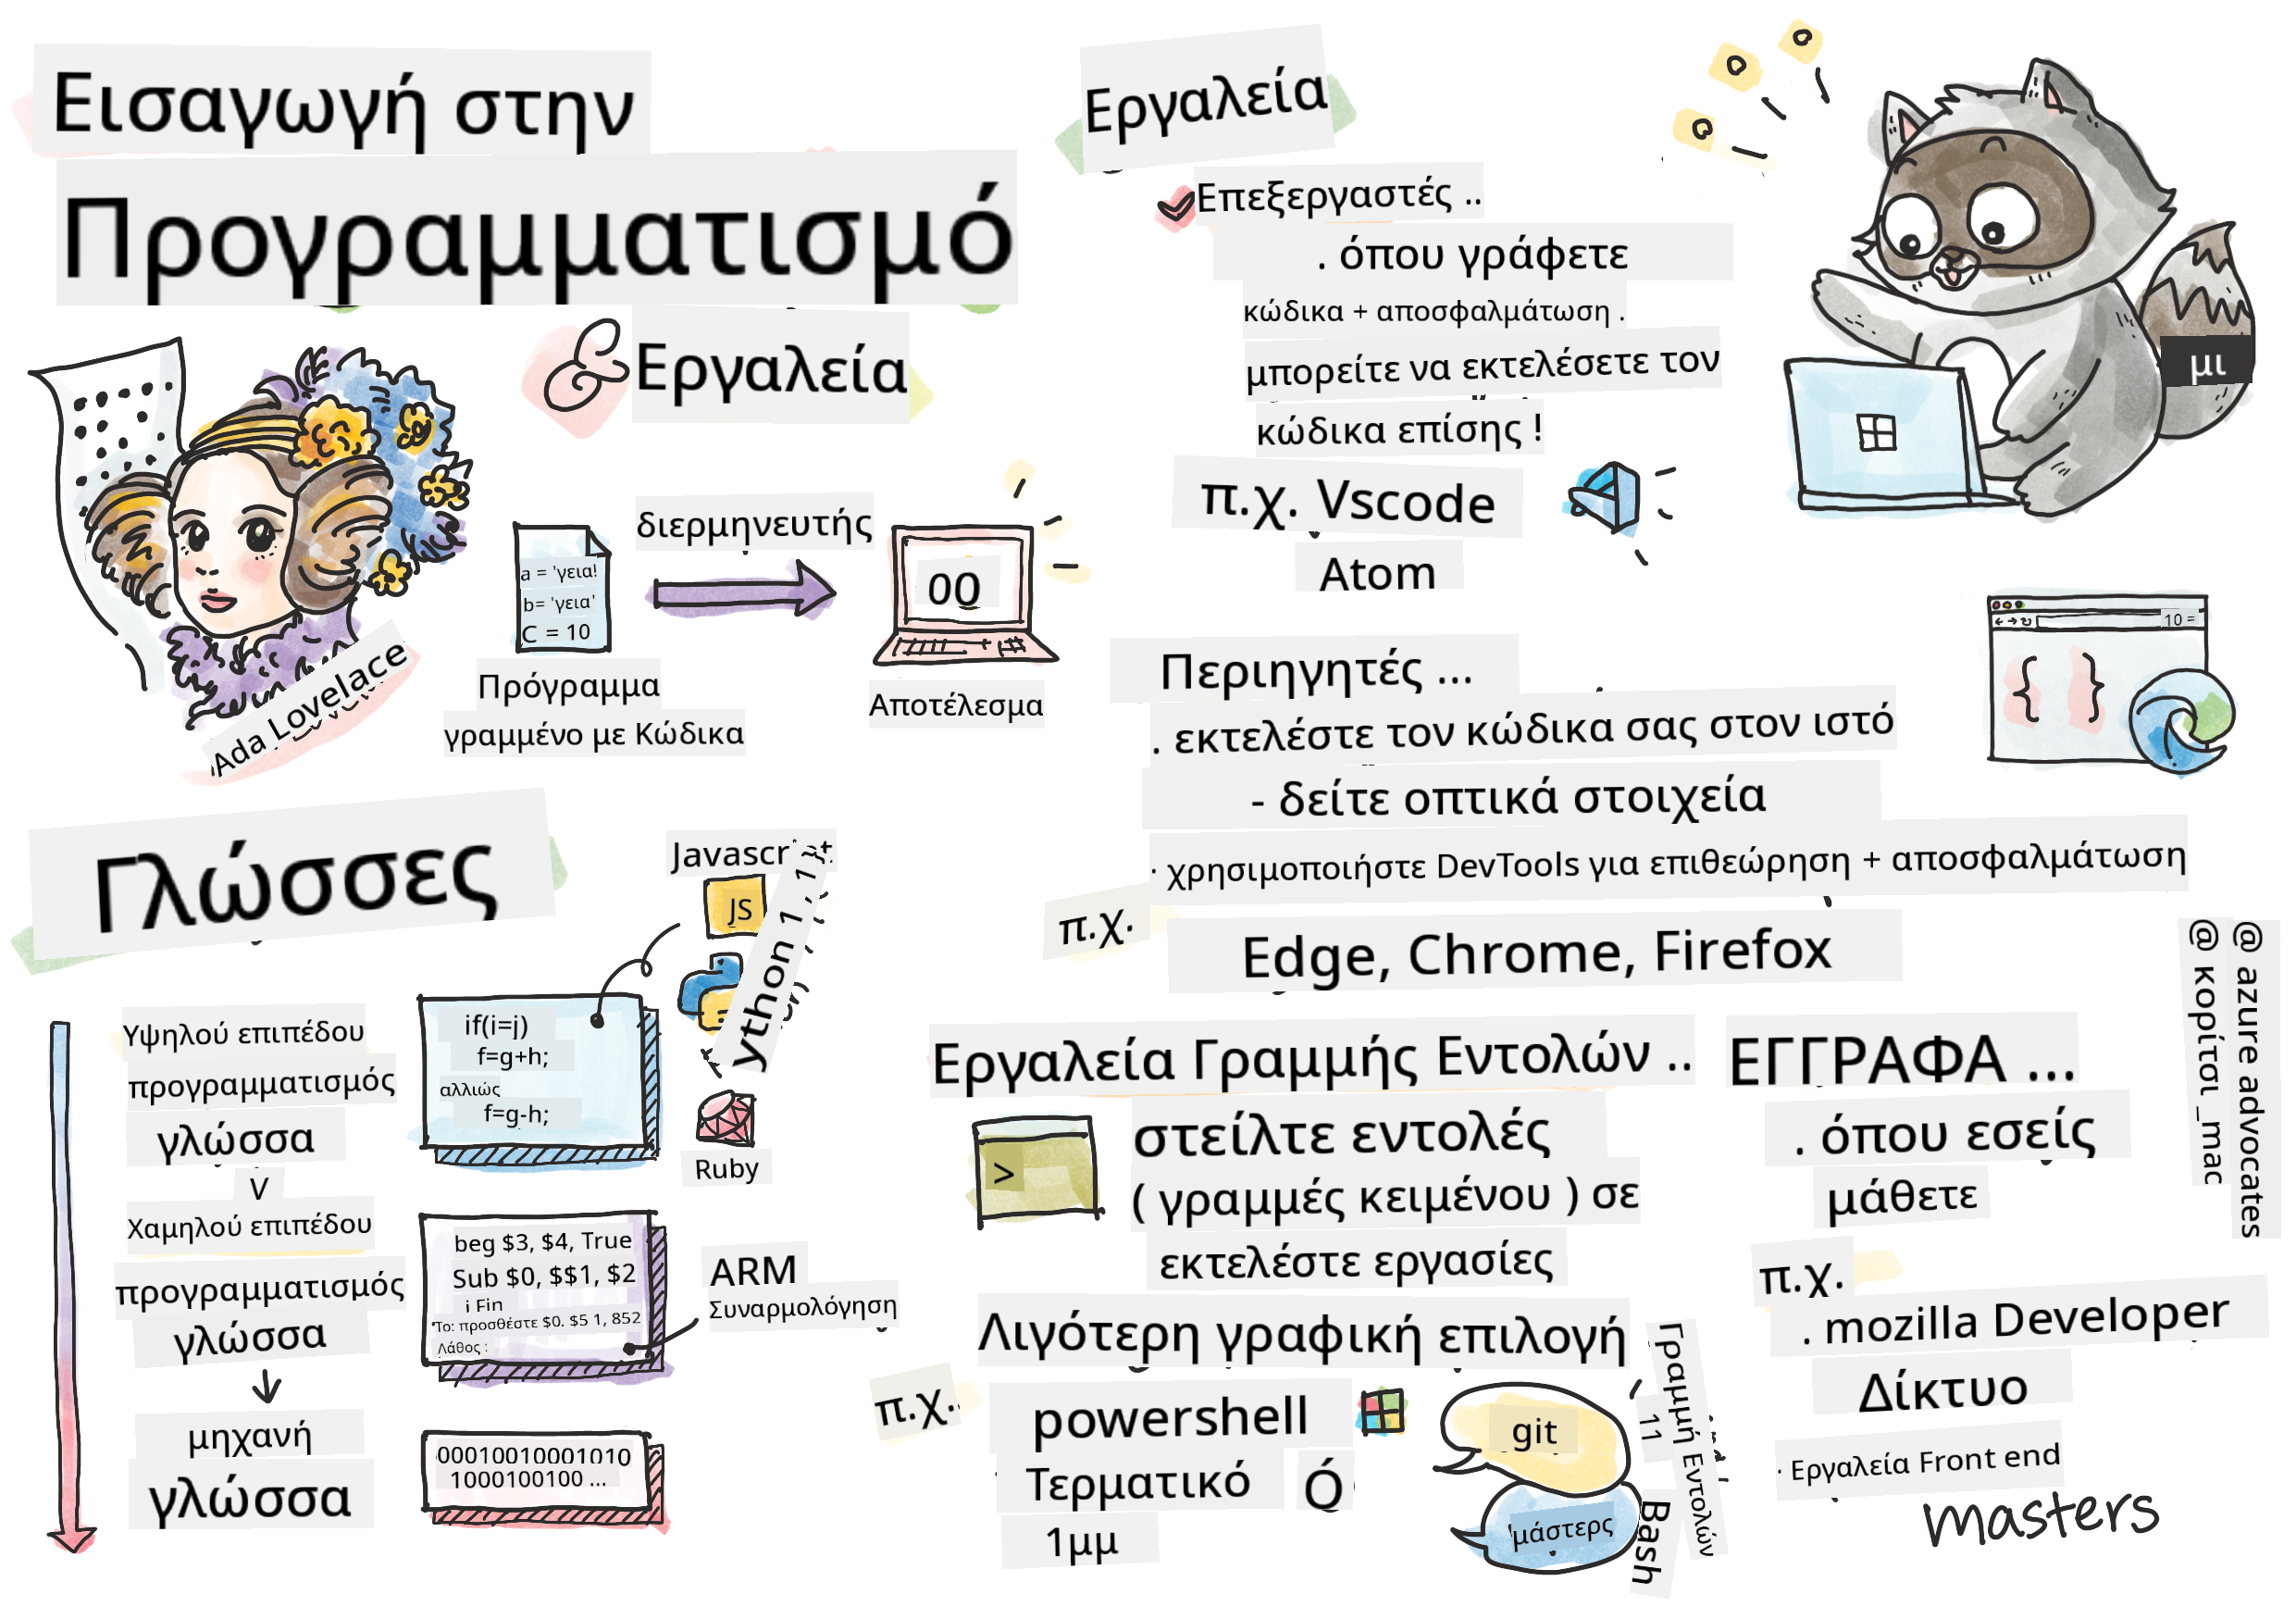 Εισαγωγή στην
Προγραμματισμό
& Εργαλεία
Ada Lovelace
a = 'γεια!
b= 'γεια'
C = 10
Πρόγραμμα
γραμμένο με Κώδικα
διερμηνευτής
Αποτέλεσμα
Γλώσσες
Υψηλού επιπέδου
προγραμματισμός
γλώσσα
V
Χαμηλού επιπέδου
προγραμματισμός
γλώσσα
μηχανή
γλώσσα
if(i=j)
f=g+h;
αλλιώς
f=g-h;
JS
ython 1, 1
Ruby
beg $3, $4, True
Sub $0, $$1, $2
j Fin
Το: προσθέστε $0. $5 1, 852
Λάθος :
ARM
Συναρμολόγηση
00010010001010
1000100100 ...
Εργαλεία
Επεξεργαστές ..
. όπου γράφετε
κώδικα + αποσφαλμάτωση .
μπορείτε να εκτελέσετε τον
κώδικα επίσης !
π.χ. Vscode
Atom
μι
Περιηγητές ...
. εκτελέστε τον κώδικα σας στον ιστό
- δείτε οπτικά στοιχεία
· χρησιμοποιήστε DevTools για επιθεώρηση + αποσφαλμάτωση
π.χ.
Edge, Chrome, Firefox
10 =
{ }
Εργαλεία Γραμμής Εντολών ..
>
στείλτε εντολές
( γραμμές κειμένου ) σε
εκτελέστε εργασίες
Λιγότερη γραφική επιλογή
π.χ.
powershell
Τερματικό Ό
1μμ
git
μάστερς
Γραμμή Εντολών
11
Bash
ΕΓΓΡΑΦΑ ...
. όπου εσείς
μάθετε
π.χ.
. mozilla Developer
Δίκτυο
· Εργαλεία Front end
masters
@ azure advocates
@ κορίτσι _mac